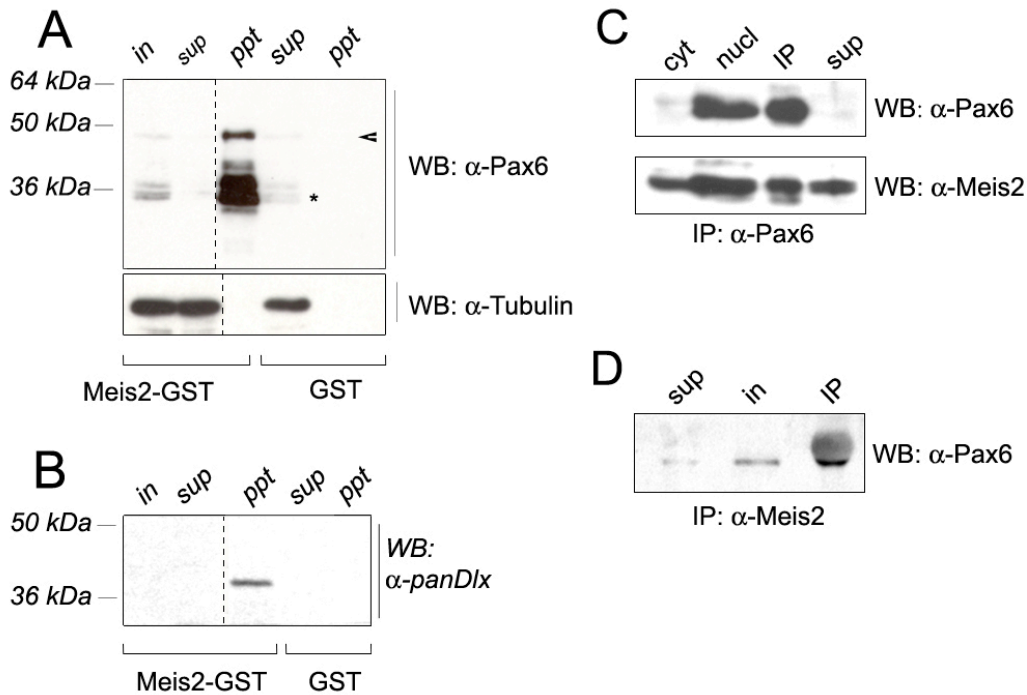 A
in sup ppt sup ppt
64 kDa
50 kDa
36 kDa
*
WB: α-Pax6
WB: α-Tubulin
Meis2-GST GST
B
in sup ppt sup ppt
50 kDa
36 kDa
WB:
α-panDlx
Meis2-GST GST
C
cyt nucl IP sup
WB: α-Pax6
WB: α-Meis2
IP: α-Pax6
D
sup in IP
WB: α-Pax6
IP: α-Meis2